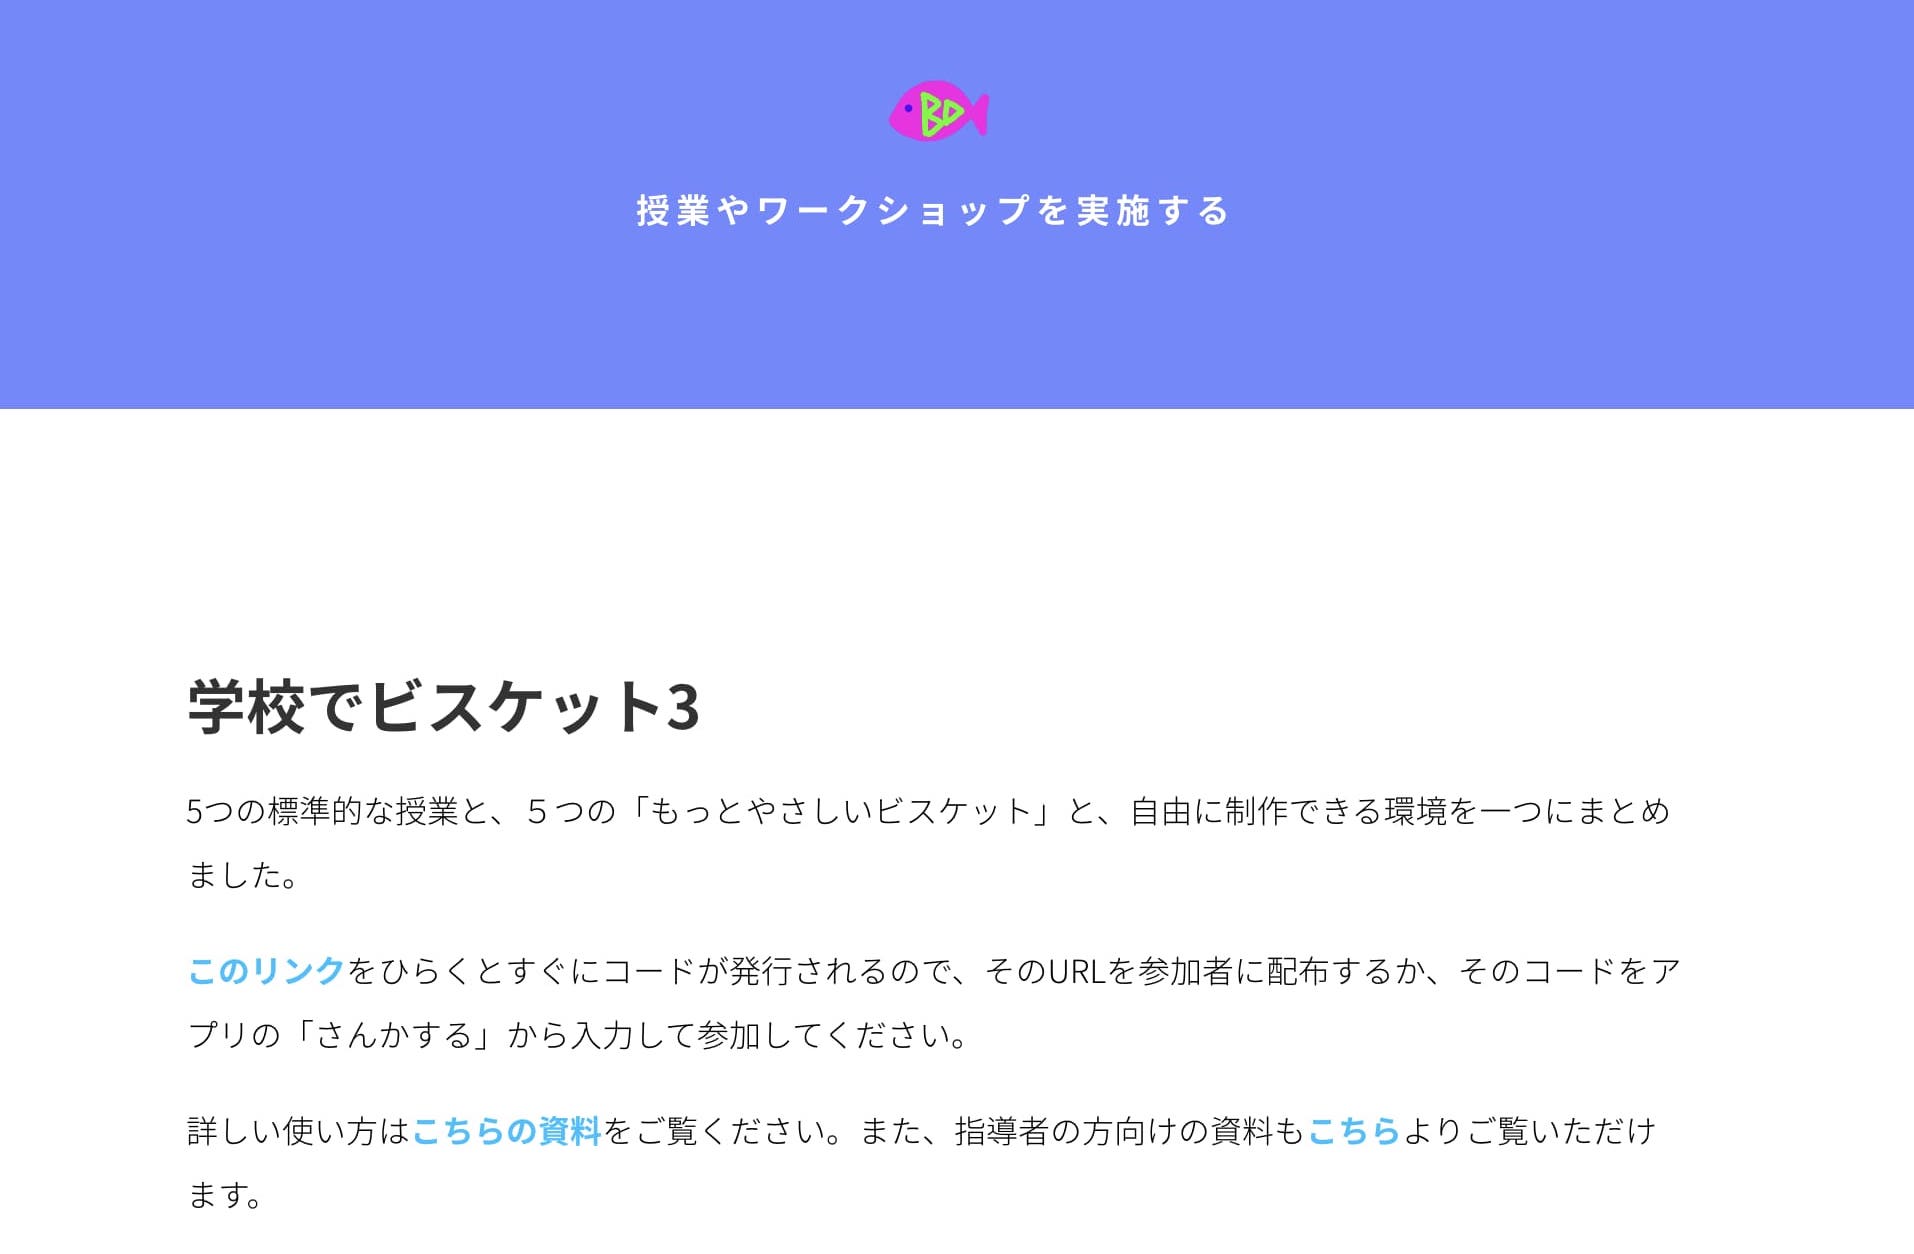 BD
授業やワークショップを実施する
学校でビスケット3
5つの標準的な授業と、５つの「もっとやさしいビスケット」と、自由に制作できる環境を一つにまとめ
ました。
このリンクをひらくとすぐにコードが発行されるので、そのURLを参加者に配布するか、そのコードをア
プリの「さんかする」から入力して参加してください。
詳しい使い方はこちらの資料をご覧ください。また、指導者の方向けの資料もこちらよりご覧いただけ
ます。